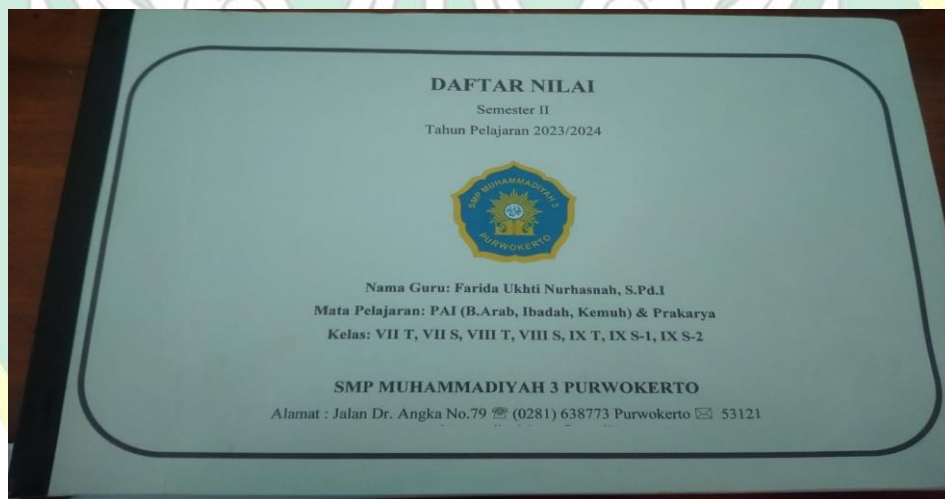 DAFTAR NILAI
Semester II
Tahun Pelajaran 2023/2024
SMP MUHAMMADIYAH 3
PURWOKERTO
Nama Guru: Farida Ukhti Nurhasnah, S.Pd.I
Mata Pelajaran: PAI (B.Arab, Ibadah, Kemuh) & Prakarya
Kelas: VII T, VII S, VIII T, VIII S, IX T, IX S-1, IX S-2
SMP MUHAMMADIYAH 3 PURWOKERTO
Alamat : Jalan Dr. Angka No.79 ☏ (0281) 638773 Purwokerto ✉ 53121